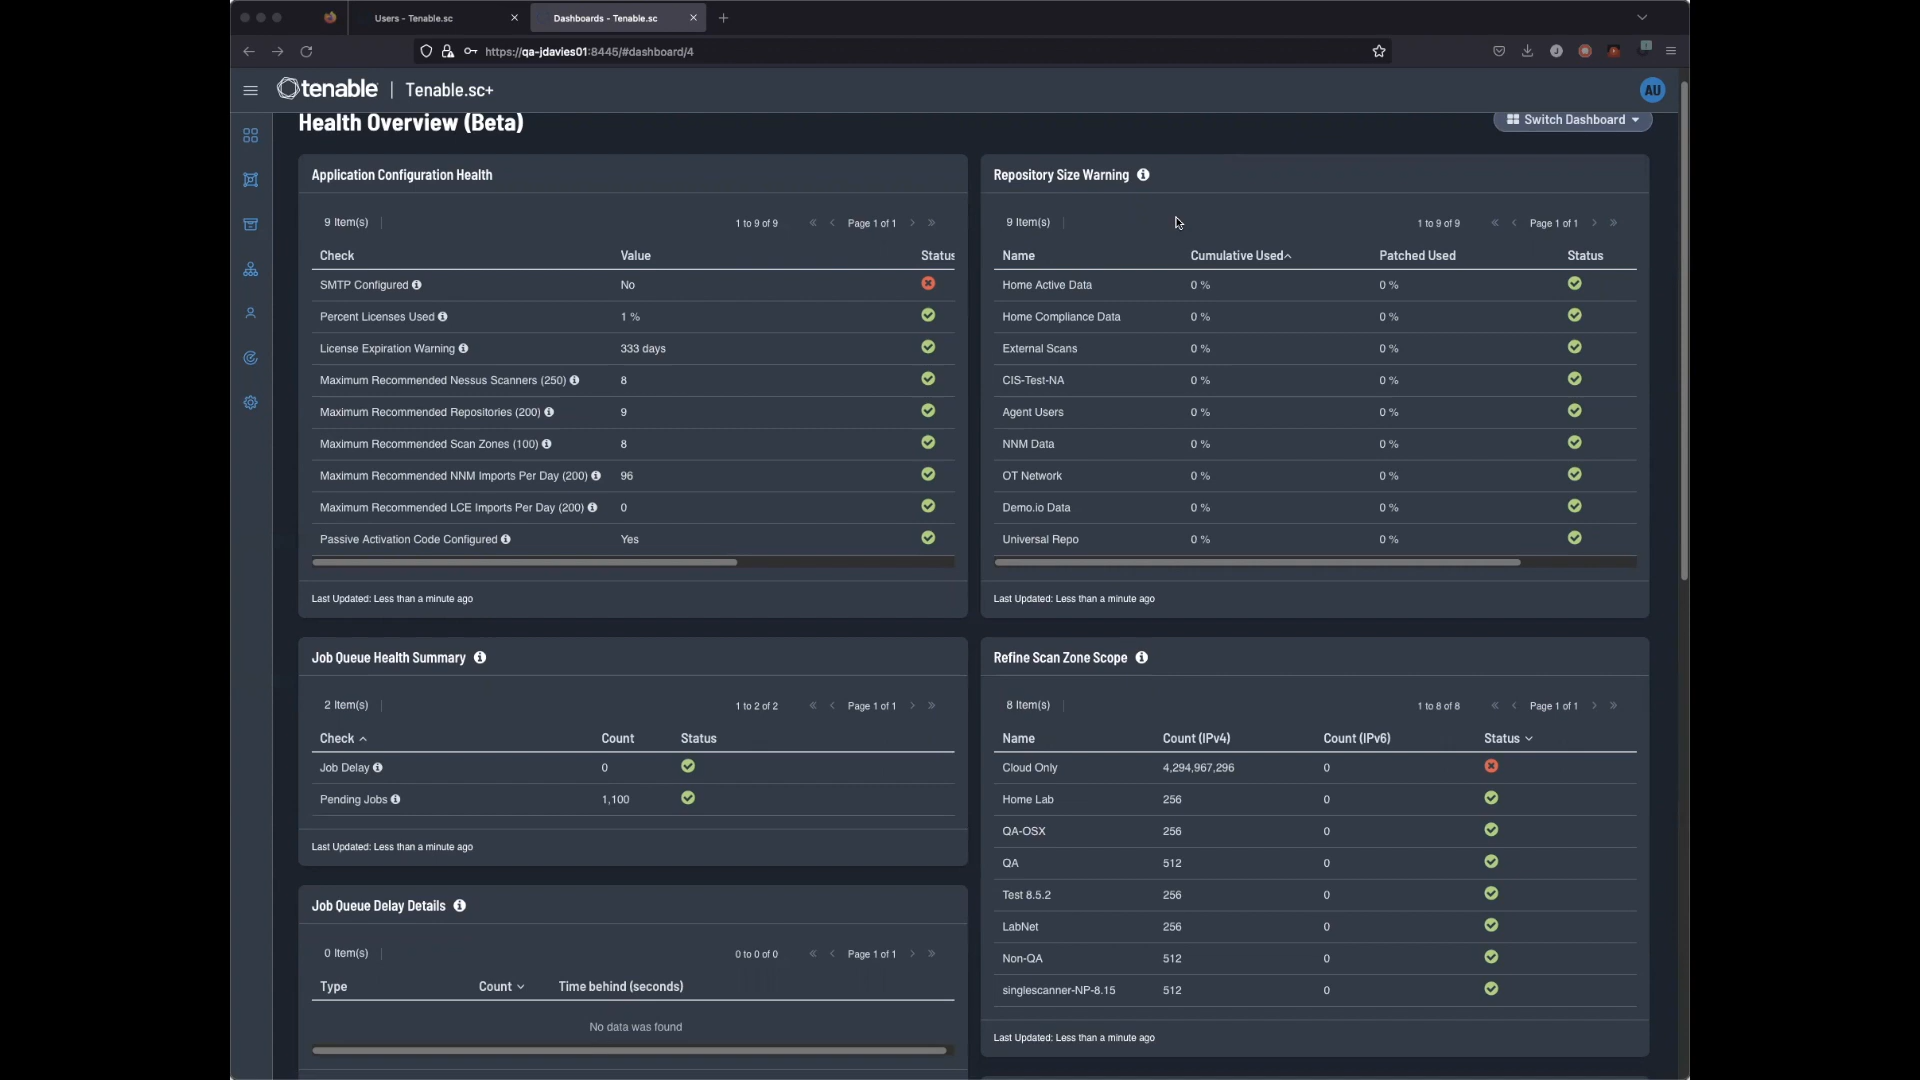 Users - Tenable.sc
Dashboards - Tenable.sc
https://qa-jdavies01:8445/#dashboard/4
tenable | Tenable.sc+
AU
Health Overview (Beta)
Switch Dashboard
Application Configuration Health
9 Item(s)
1 to 9 of 9
Page 1 of 1
Check Value Status
SMTP Configured No
Percent Licenses Used 1 %
License Expiration Warning 333 days
Maximum Recommended Nessus Scanners (250) 8
Maximum Recommended Repositories (200) 9
Maximum Recommended Scan Zones (100) 8
Maximum Recommended NNM Imports Per Day (200) 96
Maximum Recommended LCE Imports Per Day (200) 0
Passive Activation Code Configured Yes
Last Updated: Less than a minute ago
Repository Size Warning
9 Item(s)
1 to 9 of 9
Page 1 of 1
Name Cumulative Used Patched Used Status
Home Active Data 0 % 0 %
Home Compliance Data 0 % 0 %
External Scans 0 % 0 %
CIS-Test-NA 0 % 0 %
Agent Users 0 % 0 %
NNM Data 0 % 0 %
OT Network 0 % 0 %
Demo.io Data 0 % 0 %
Universal Repo 0 % 0 %
Last Updated: Less than a minute ago
Job Queue Health Summary
2 Item(s)
1 to 2 of 2
Page 1 of 1
Check Count Status
Job Delay 0
Pending Jobs 1,100
Last Updated: Less than a minute ago
Refine Scan Zone Scope
8 Item(s)
1 to 8 of 8
Page 1 of 1
Name Count (IPv4) Count (IPv6) Status
Cloud Only 4,294,967,296 0
Home Lab 256 0
QA-OSX 256 0
QA 512 0
Test 8.5.2 256 0
LabNet 256 0
Non-QA 512 0
singlescanner-NP-8.15 512 0
Last Updated: Less than a minute ago
Job Queue Delay Details
0 Item(s)
0 to 0 of 0
Page 1 of 1
Type Count Time behind (seconds)
No data was found